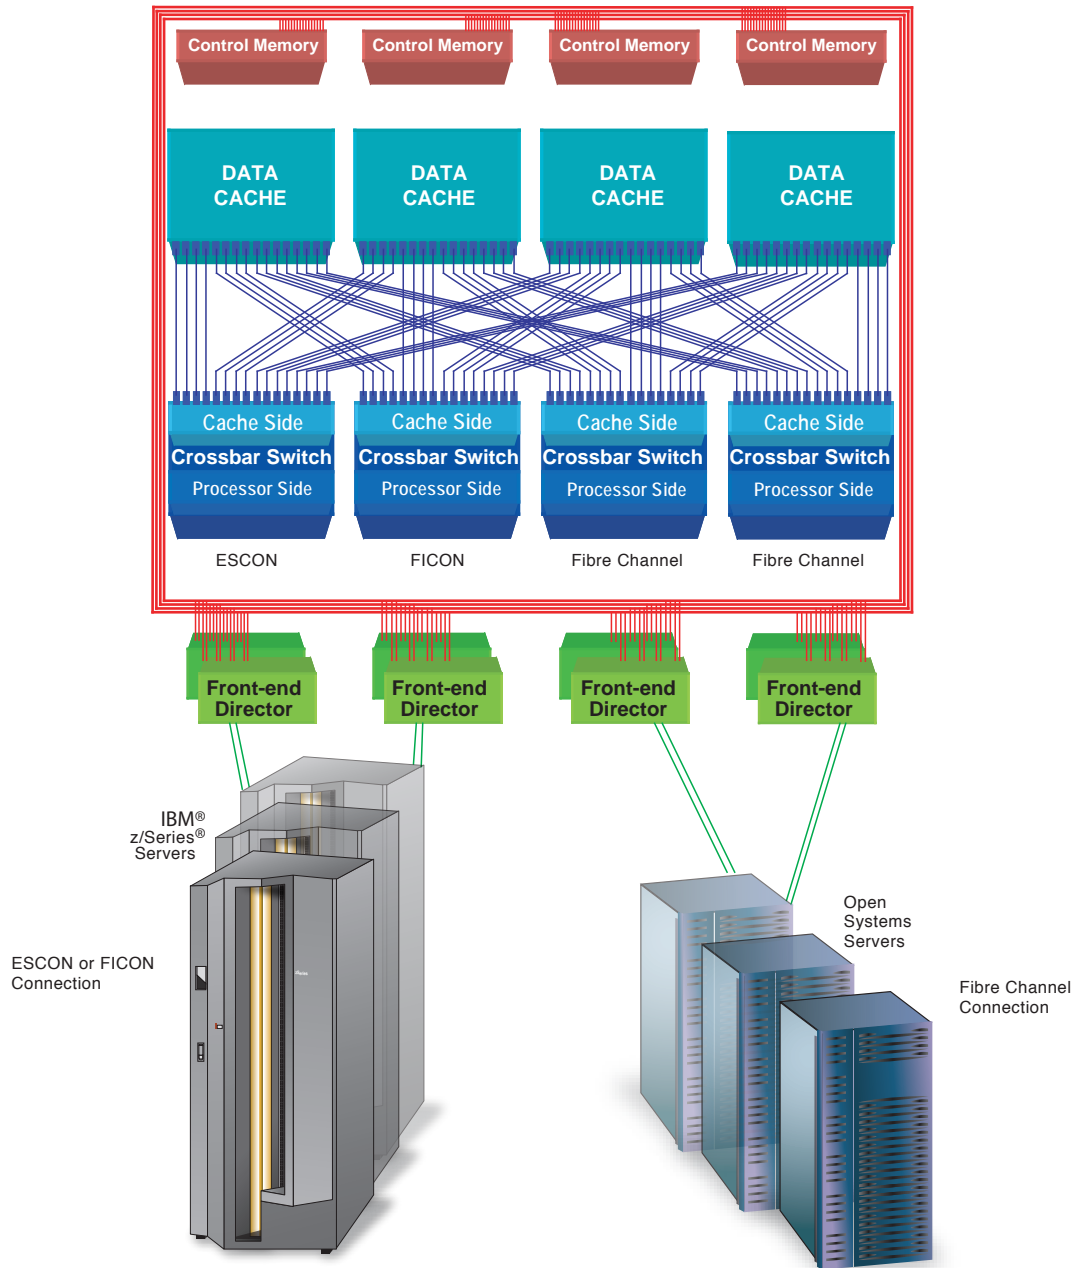 Control Memory
Control Memory
Control Memory
Control Memory
DATA
CACHE
DATA
CACHE
DATA
CACHE
DATA
CACHE
Cache Side
Crossbar Switch
Processor Side
Cache Side
Crossbar Switch
Processor Side
Cache Side
Crossbar Switch
Processor Side
Cache Side
Crossbar Switch
Processor Side
ESCON
FICON
Fibre Channel
Fibre Channel
Front-end
Director
Front-end
Director
Front-end
Director
Front-end
Director
IBM®
z/Series®
Servers
ESCON or FICON
Connection
Open
Systems
Servers
Fibre Channel
Connection